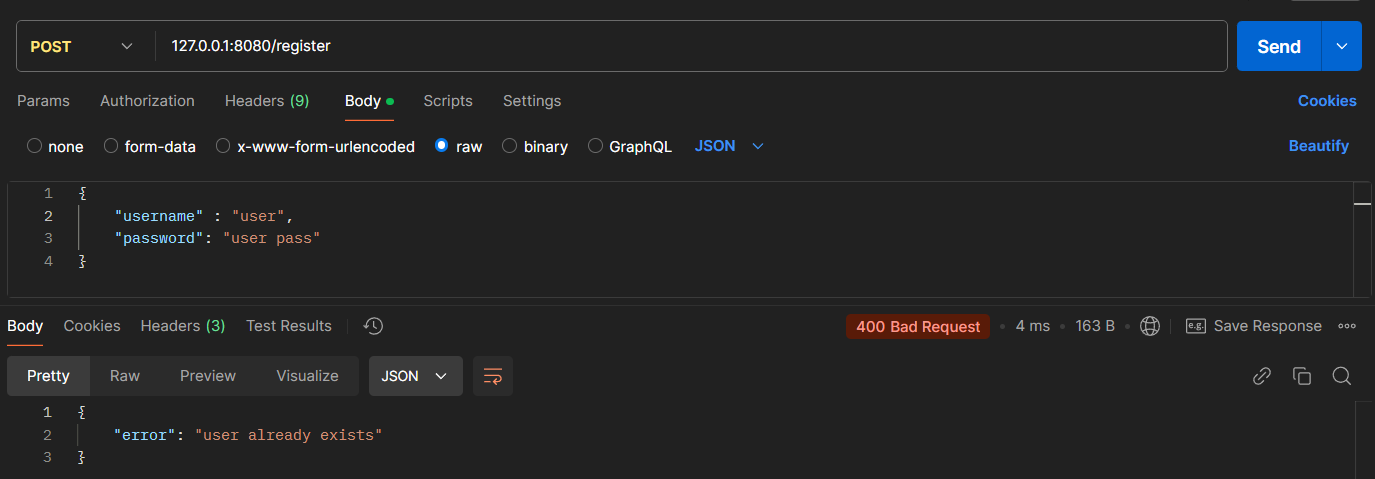 POST 127.0.0.1:8080/register Send
Params Authorization Headers (9) Body Scripts Settings Cookies
none form-data x-www-form-urlencoded raw binary GraphQL JSON Beautify
1 {
2 "username" : "user",
3 "password": "user pass"
4 }
Body Cookies Headers (3) Test Results 400 Bad Request 4 ms 163 B e.g. Save Response
Pretty Raw Preview Visualize JSON
1 {
2 "error": "user already exists"
3 }